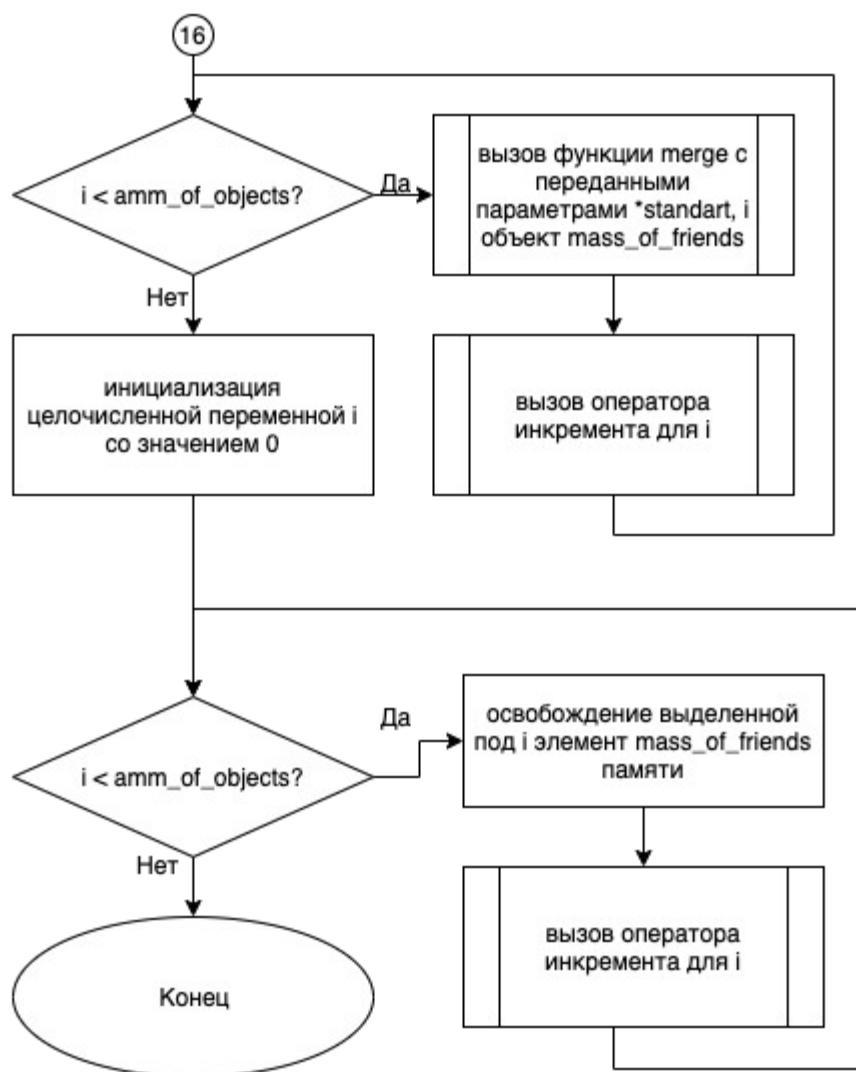 16
i < amm_of_objects?
Да
вызов функции merge с
переданными
параметрами *standart, i
объект mass_of_friends
Нет
инициализация
целочисленной переменной i
со значением 0
вызов оператора
инкремента для i
i < amm_of_objects?
Да
освобождение выделенной
под i элемент mass_of_friends
памяти
Нет
вызов оператора
инкремента для i
Конец